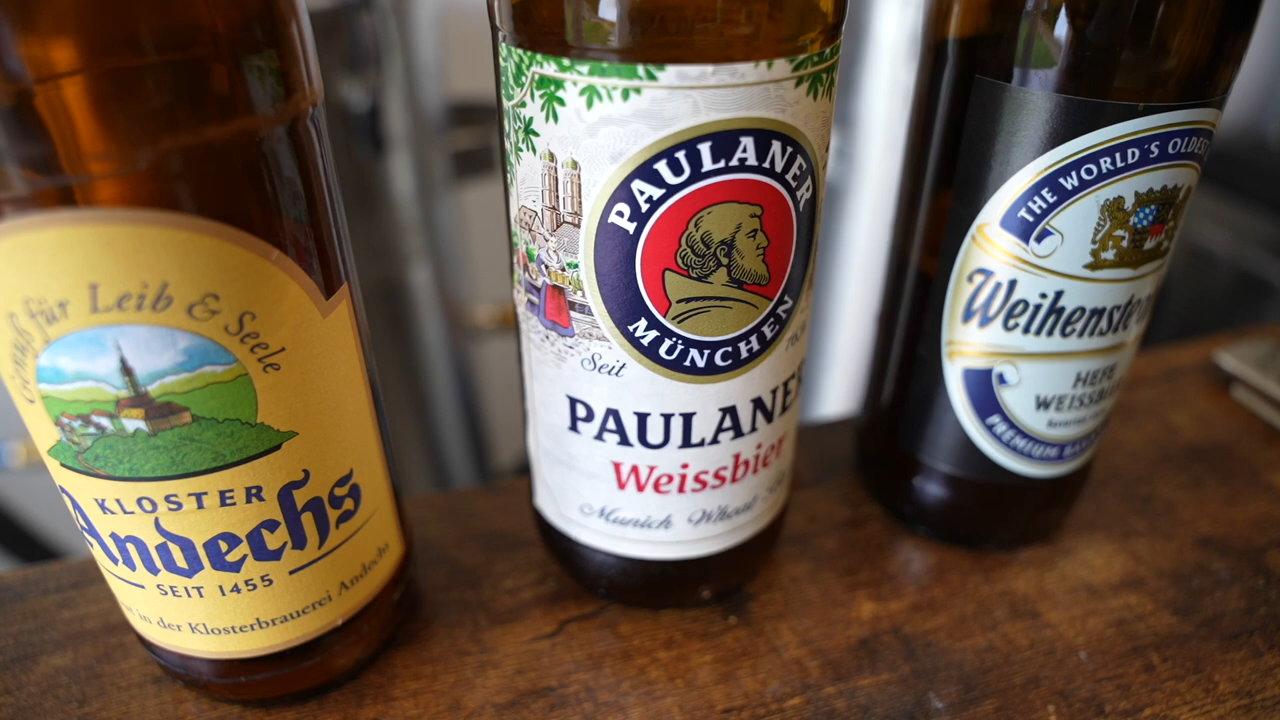 Genuß für Leib & Seele
KLOSTER
Andechs
SEIT 1455
in der Klosterbrauerei Andechs
PAULANER
MÜNCHEN
Seit
PAULANER
Weissbier
Munich Wheat
THE WORLD'S OLDEST
HEFE
PREMIUM